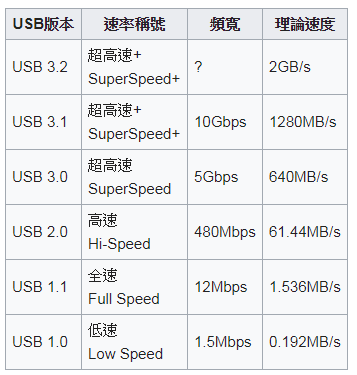 USB版本 速率稱號 頻寬 理論速度
USB 3.2 超高速+ ? 2GB/s
SuperSpeed+
USB 3.1 超高速+ 10Gbps 1280MB/s
SuperSpeed+
USB 3.0 超高速 5Gbps 640MB/s
SuperSpeed
USB 2.0 高速 480Mbps 61.44MB/s
Hi-Speed
USB 1.1 全速 12Mbps 1.536MB/s
Full Speed
USB 1.0 低速 1.5Mbps 0.192MB/s
Low Speed